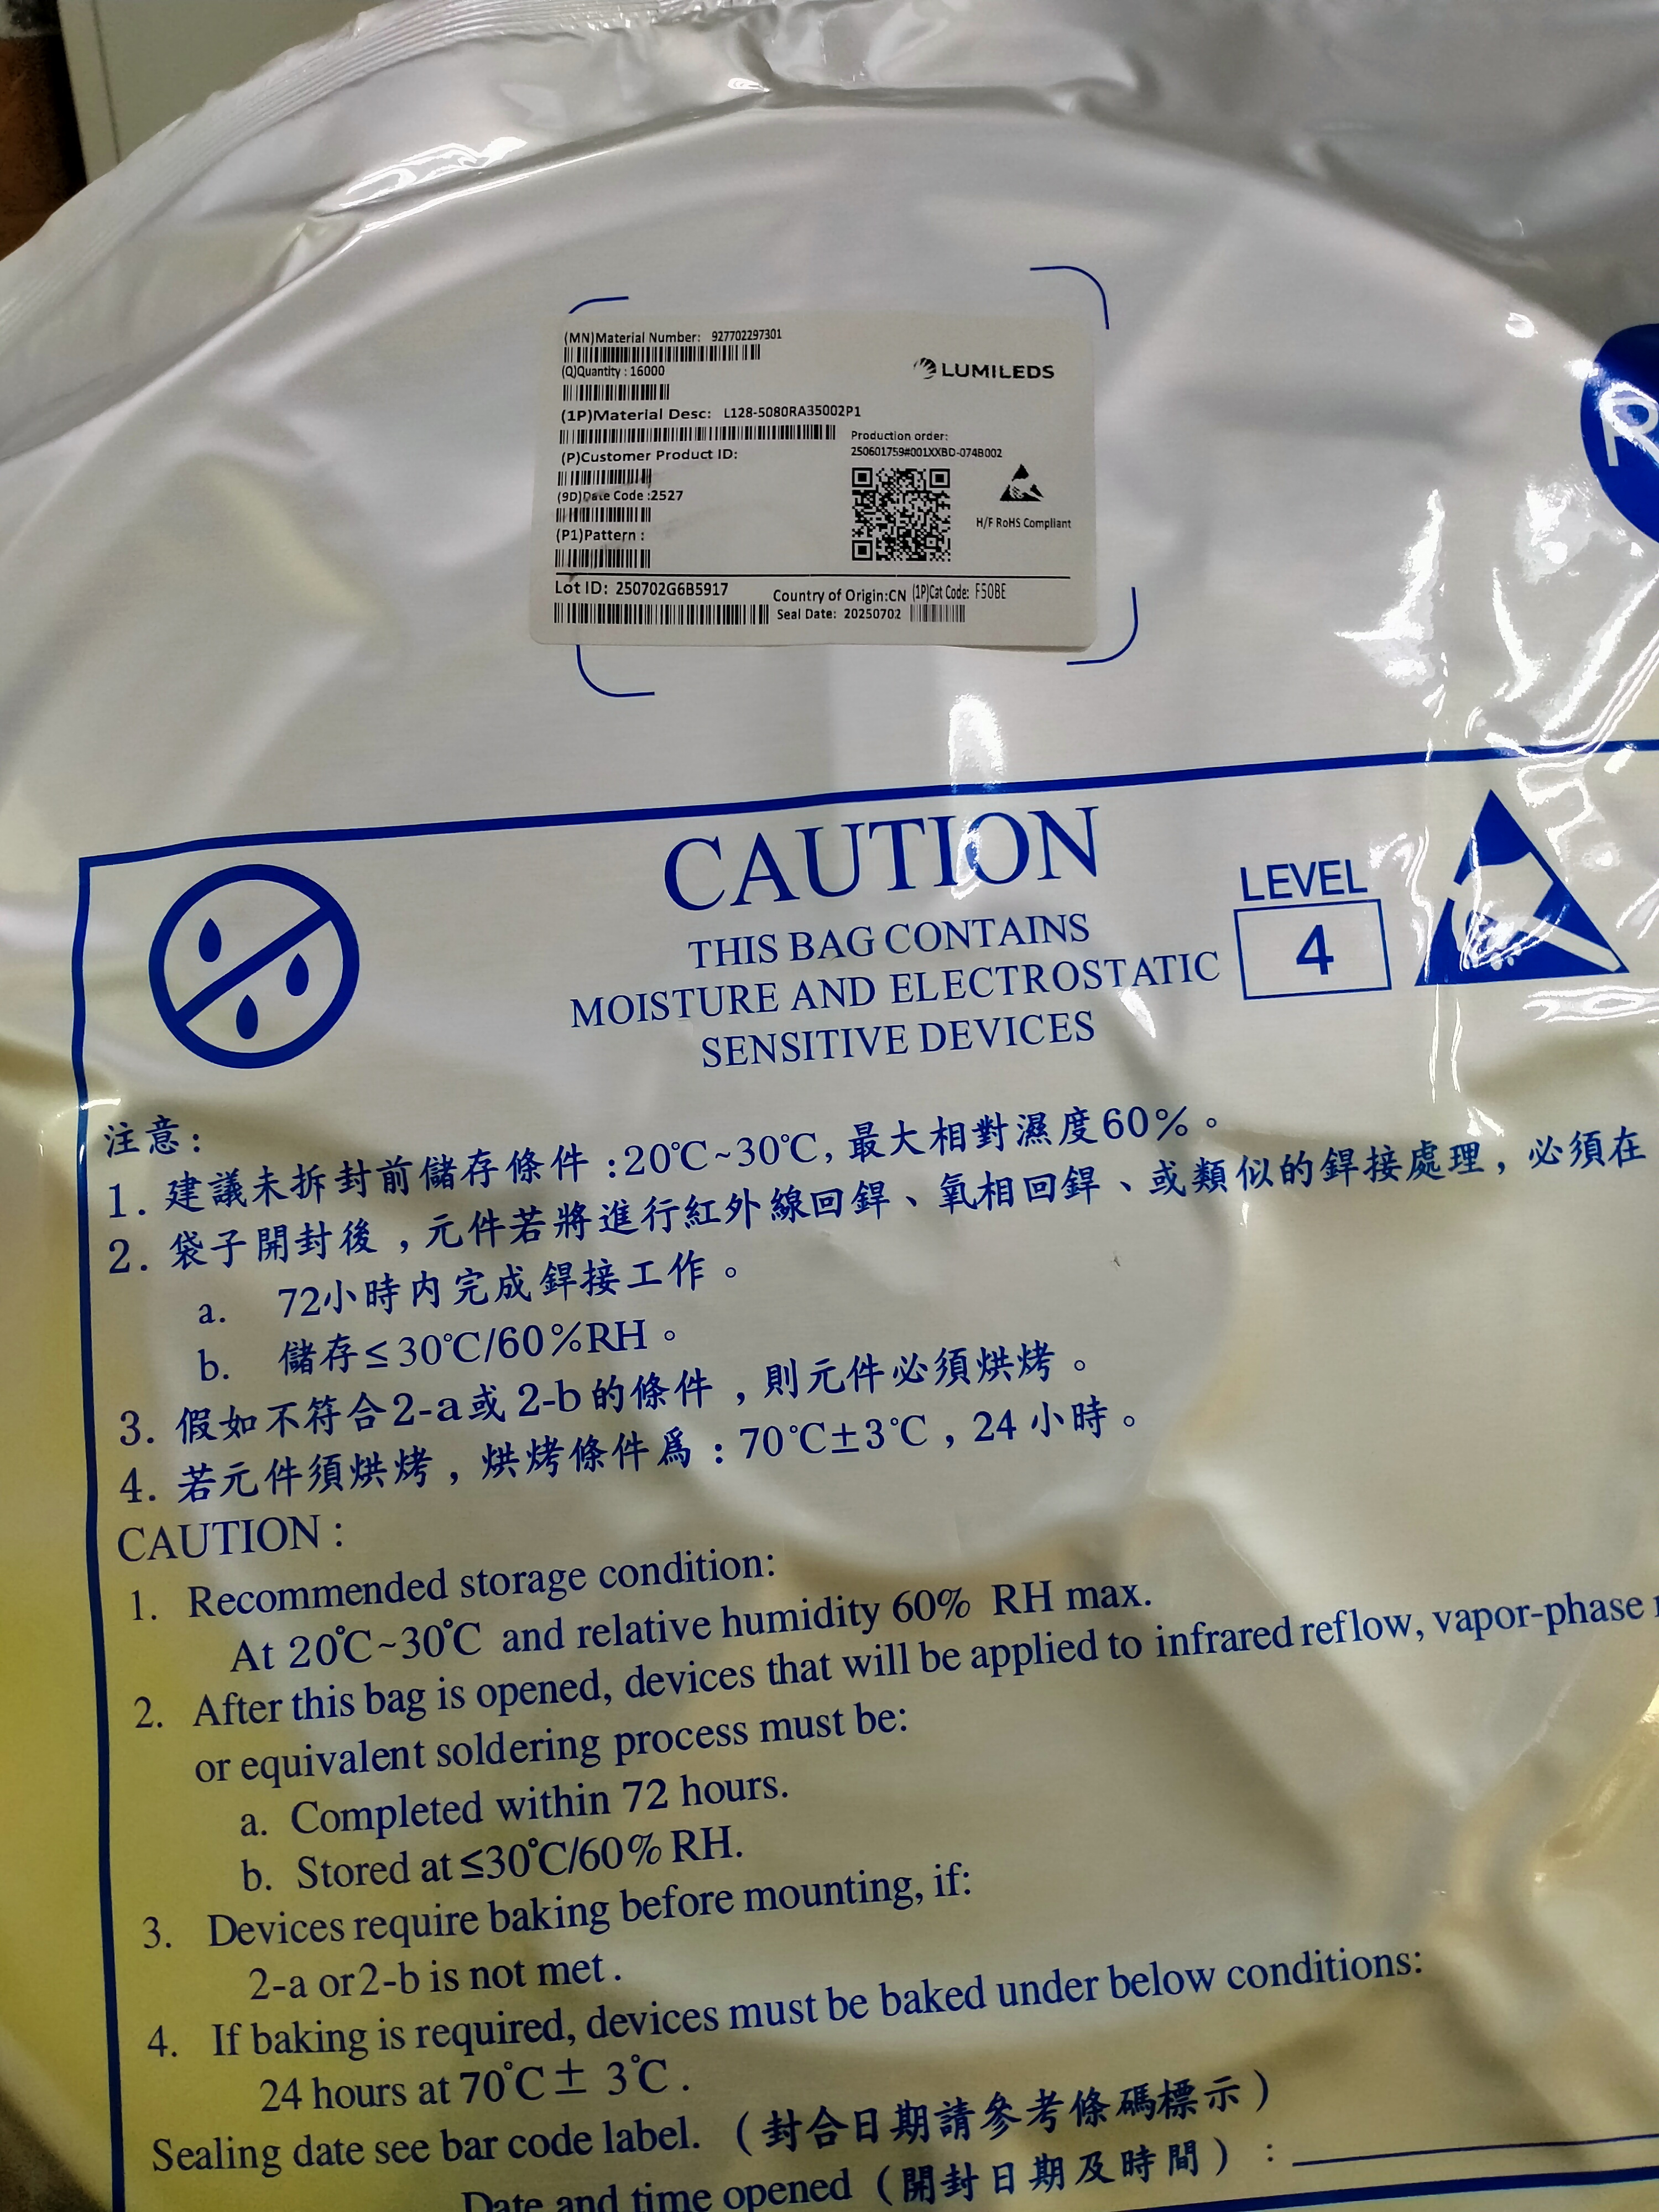 (MN)Material Number: 927702297301
(Q)Quantity : 16000
LUMILEDS
(1P)Material Desc: L128-5080RA35002P1
(P)Customer Product ID:
Production order:
250601759#001XXBD-074B002
(9D)Date Code :2527
H/F RoHS Compliant
(P1)Pattern :
Lot ID: 250702G6B5917
Country of Origin:CN (1P)Cat Code: F50BE
Seal Date: 20250702
R
CAUTION
THIS BAG CONTAINS
MOISTURE AND ELECTROSTATIC
SENSITIVE DEVICES
LEVEL
4
注意:
1. 建議未拆封前儲存條件:20℃~30℃, 最大相對濕度60%。
2. 袋子開封後,元件若將進行紅外線回銲、氧相回銲、或類似的銲接處理,必須在
a. 72小時內完成銲接工作。
b. 儲存≤30℃/60%RH。
3. 假如不符合2-a或2-b的條件,則元件必須烘烤。
4. 若元件須烘烤,烘烤條件爲:70℃±3℃,24小時。
CAUTION :
1. Recommended storage condition:
At 20℃~30℃ and relative humidity 60% RH max.
2. After this bag is opened, devices that will be applied to infrared reflow, vapor-phase
or equivalent soldering process must be:
a. Completed within 72 hours.
b. Stored at ≤30℃/60% RH.
3. Devices require baking before mounting, if:
2-a or 2-b is not met.
4. If baking is required, devices must be baked under below conditions:
24 hours at 70℃ ± 3℃.
Sealing date see bar code label. (封合日期請參考條碼標示)
Date and time opened (開封日期及時間):